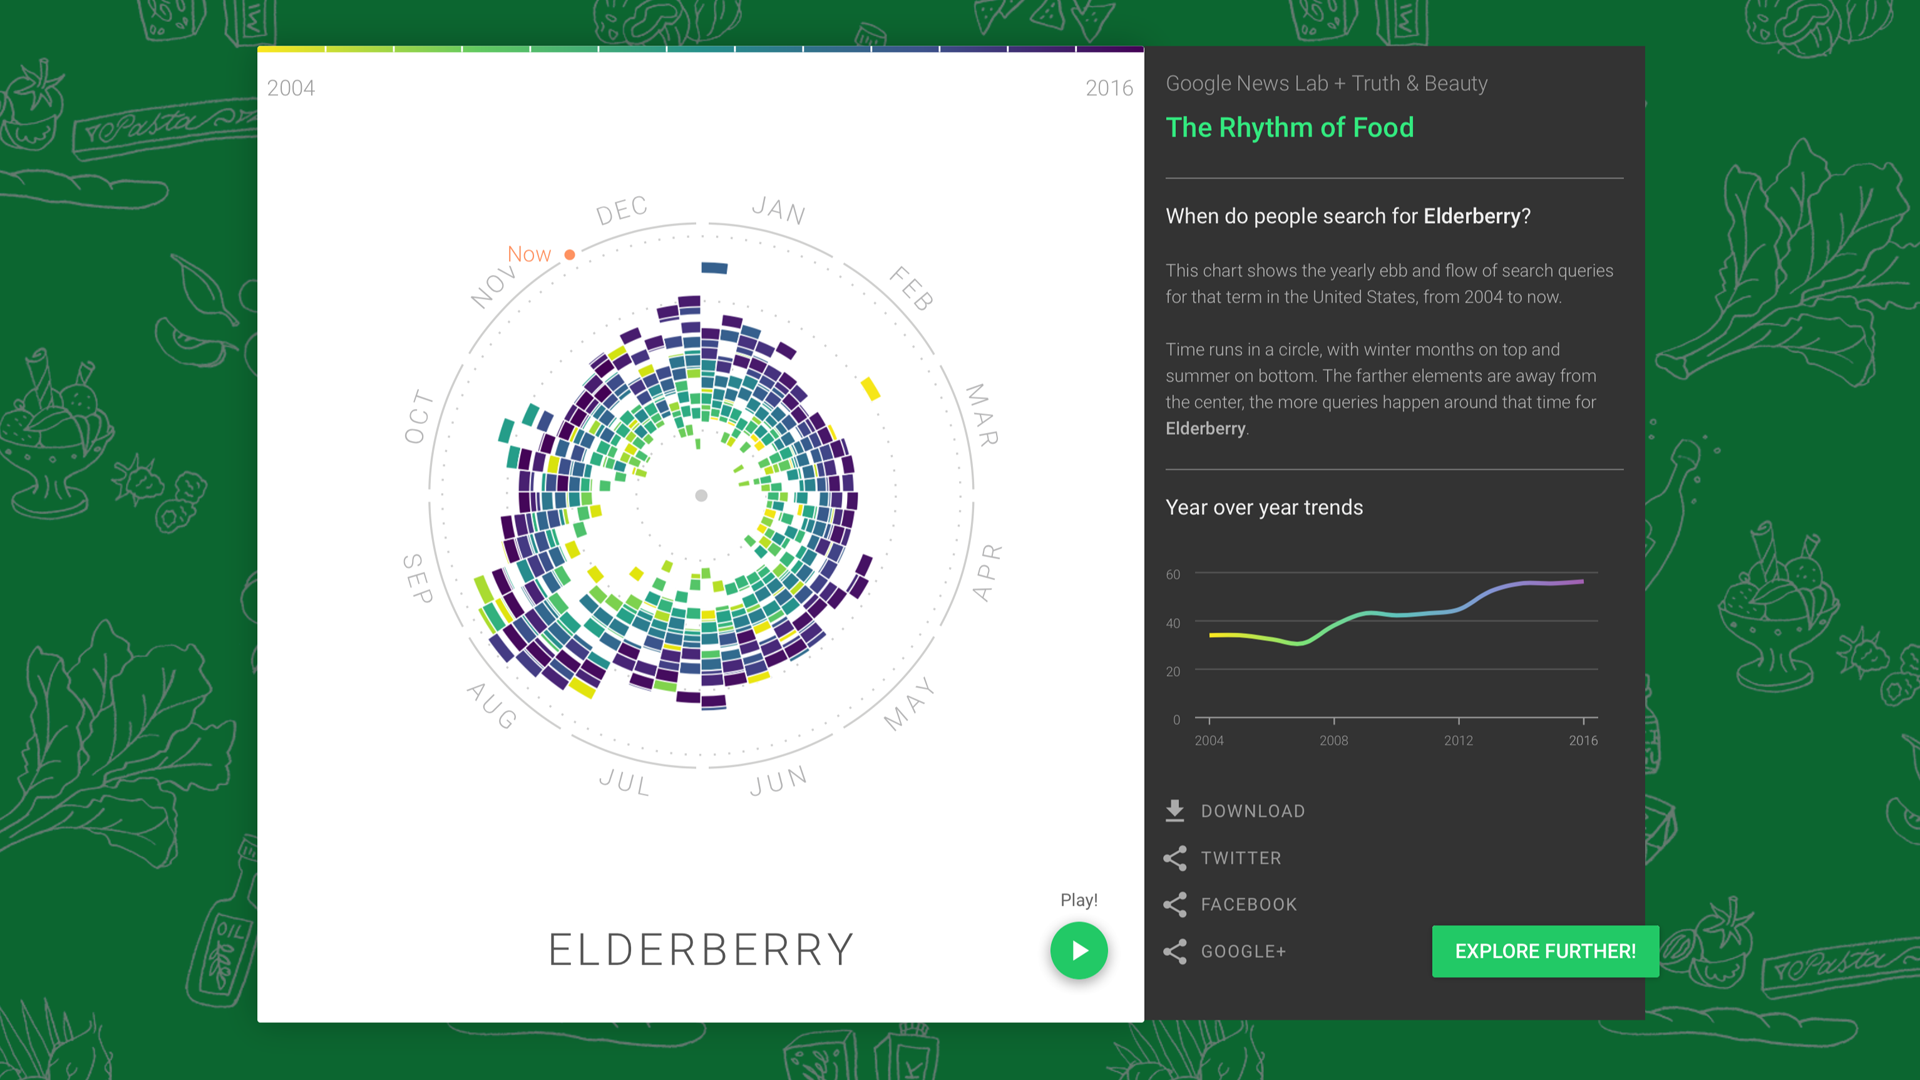 2004
2016
DEC
JAN
Now
NOV
FEB
OCT
MAR
SEP
APR
AUG
MAY
JUL
JUN
Play!
ELDERBERRY
Google News Lab + Truth & Beauty
The Rhythm of Food
When do people search for Elderberry?
This chart shows the yearly ebb and flow of search queries
for that term in the United States, from 2004 to now.
Time runs in a circle, with winter months on top and
summer on bottom. The farther elements are away from
the center, the more queries happen around that time for
Elderberry.
Year over year trends
60
40
20
0
2004
2008
2012
2016
DOWNLOAD
TWITTER
FACEBOOK
GOOGLE+
EXPLORE FURTHER!
Pasta
OIL
Pasta